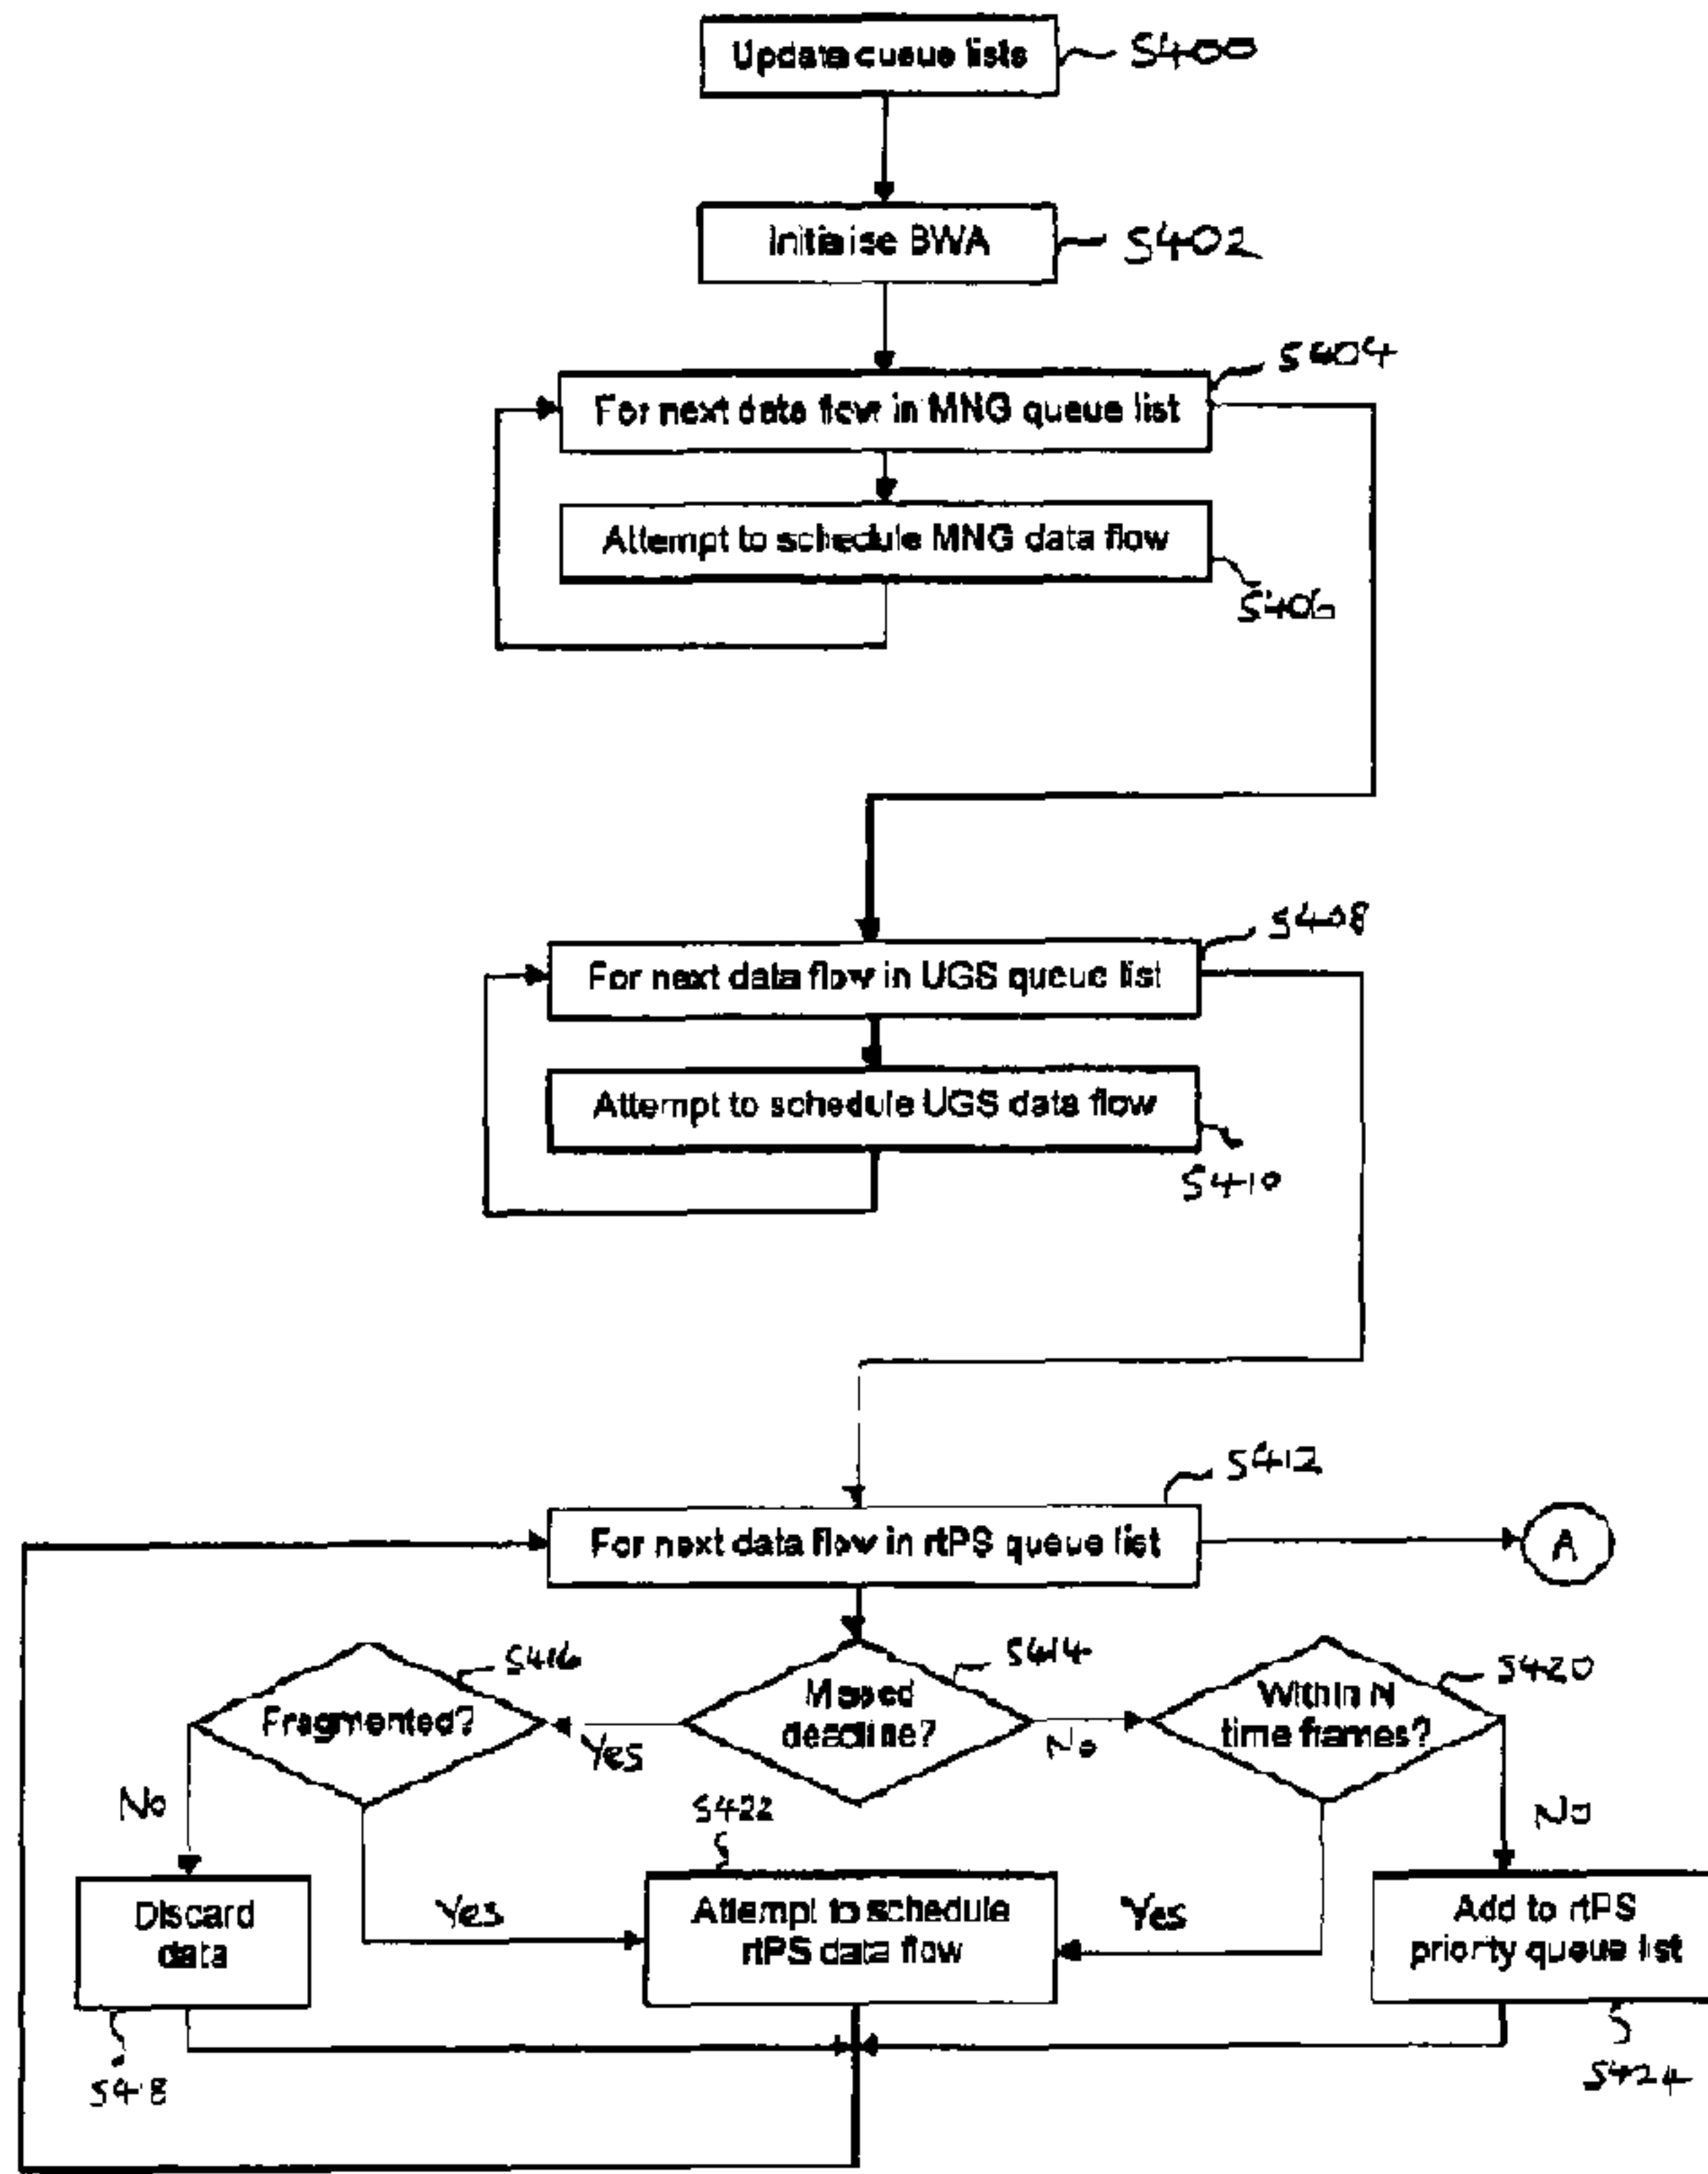 Update queue lists
S400
Initialise BWA
S402
S404
For next data flow in MNG queue list
Attempt to schedule MNG data flow
S406
S408
For next data flow in UGS queue list
Attempt to schedule UGS data flow
S410
S412
For next data flow in rtPS queue list
A
S416
S414
S420
Fragmented?
Missed
deadline?
Within N
time frames?
Yes
No
No
S422
No
Discard
data
Yes
Attempt to schedule
rtPS data flow
Yes
Add to rtPS
priority queue list
S418
S424